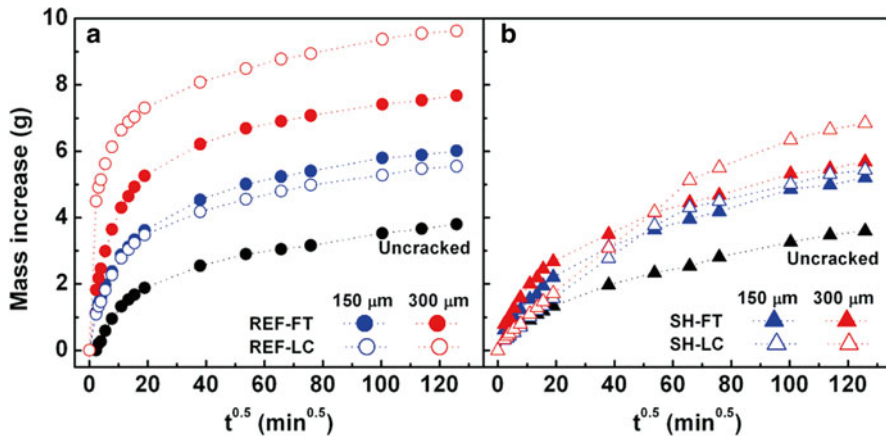 10
8
6
4
2
0
Mass increase (g)
a
Uncracked
150 μm 300 μm
REF-FT
REF-LC
0 20 40 60 80 100 120
t^0.5 (min^0.5)
b
Uncracked
150 μm 300 μm
SH-FT
SH-LC
0 20 40 60 80 100 120
t^0.5 (min^0.5)